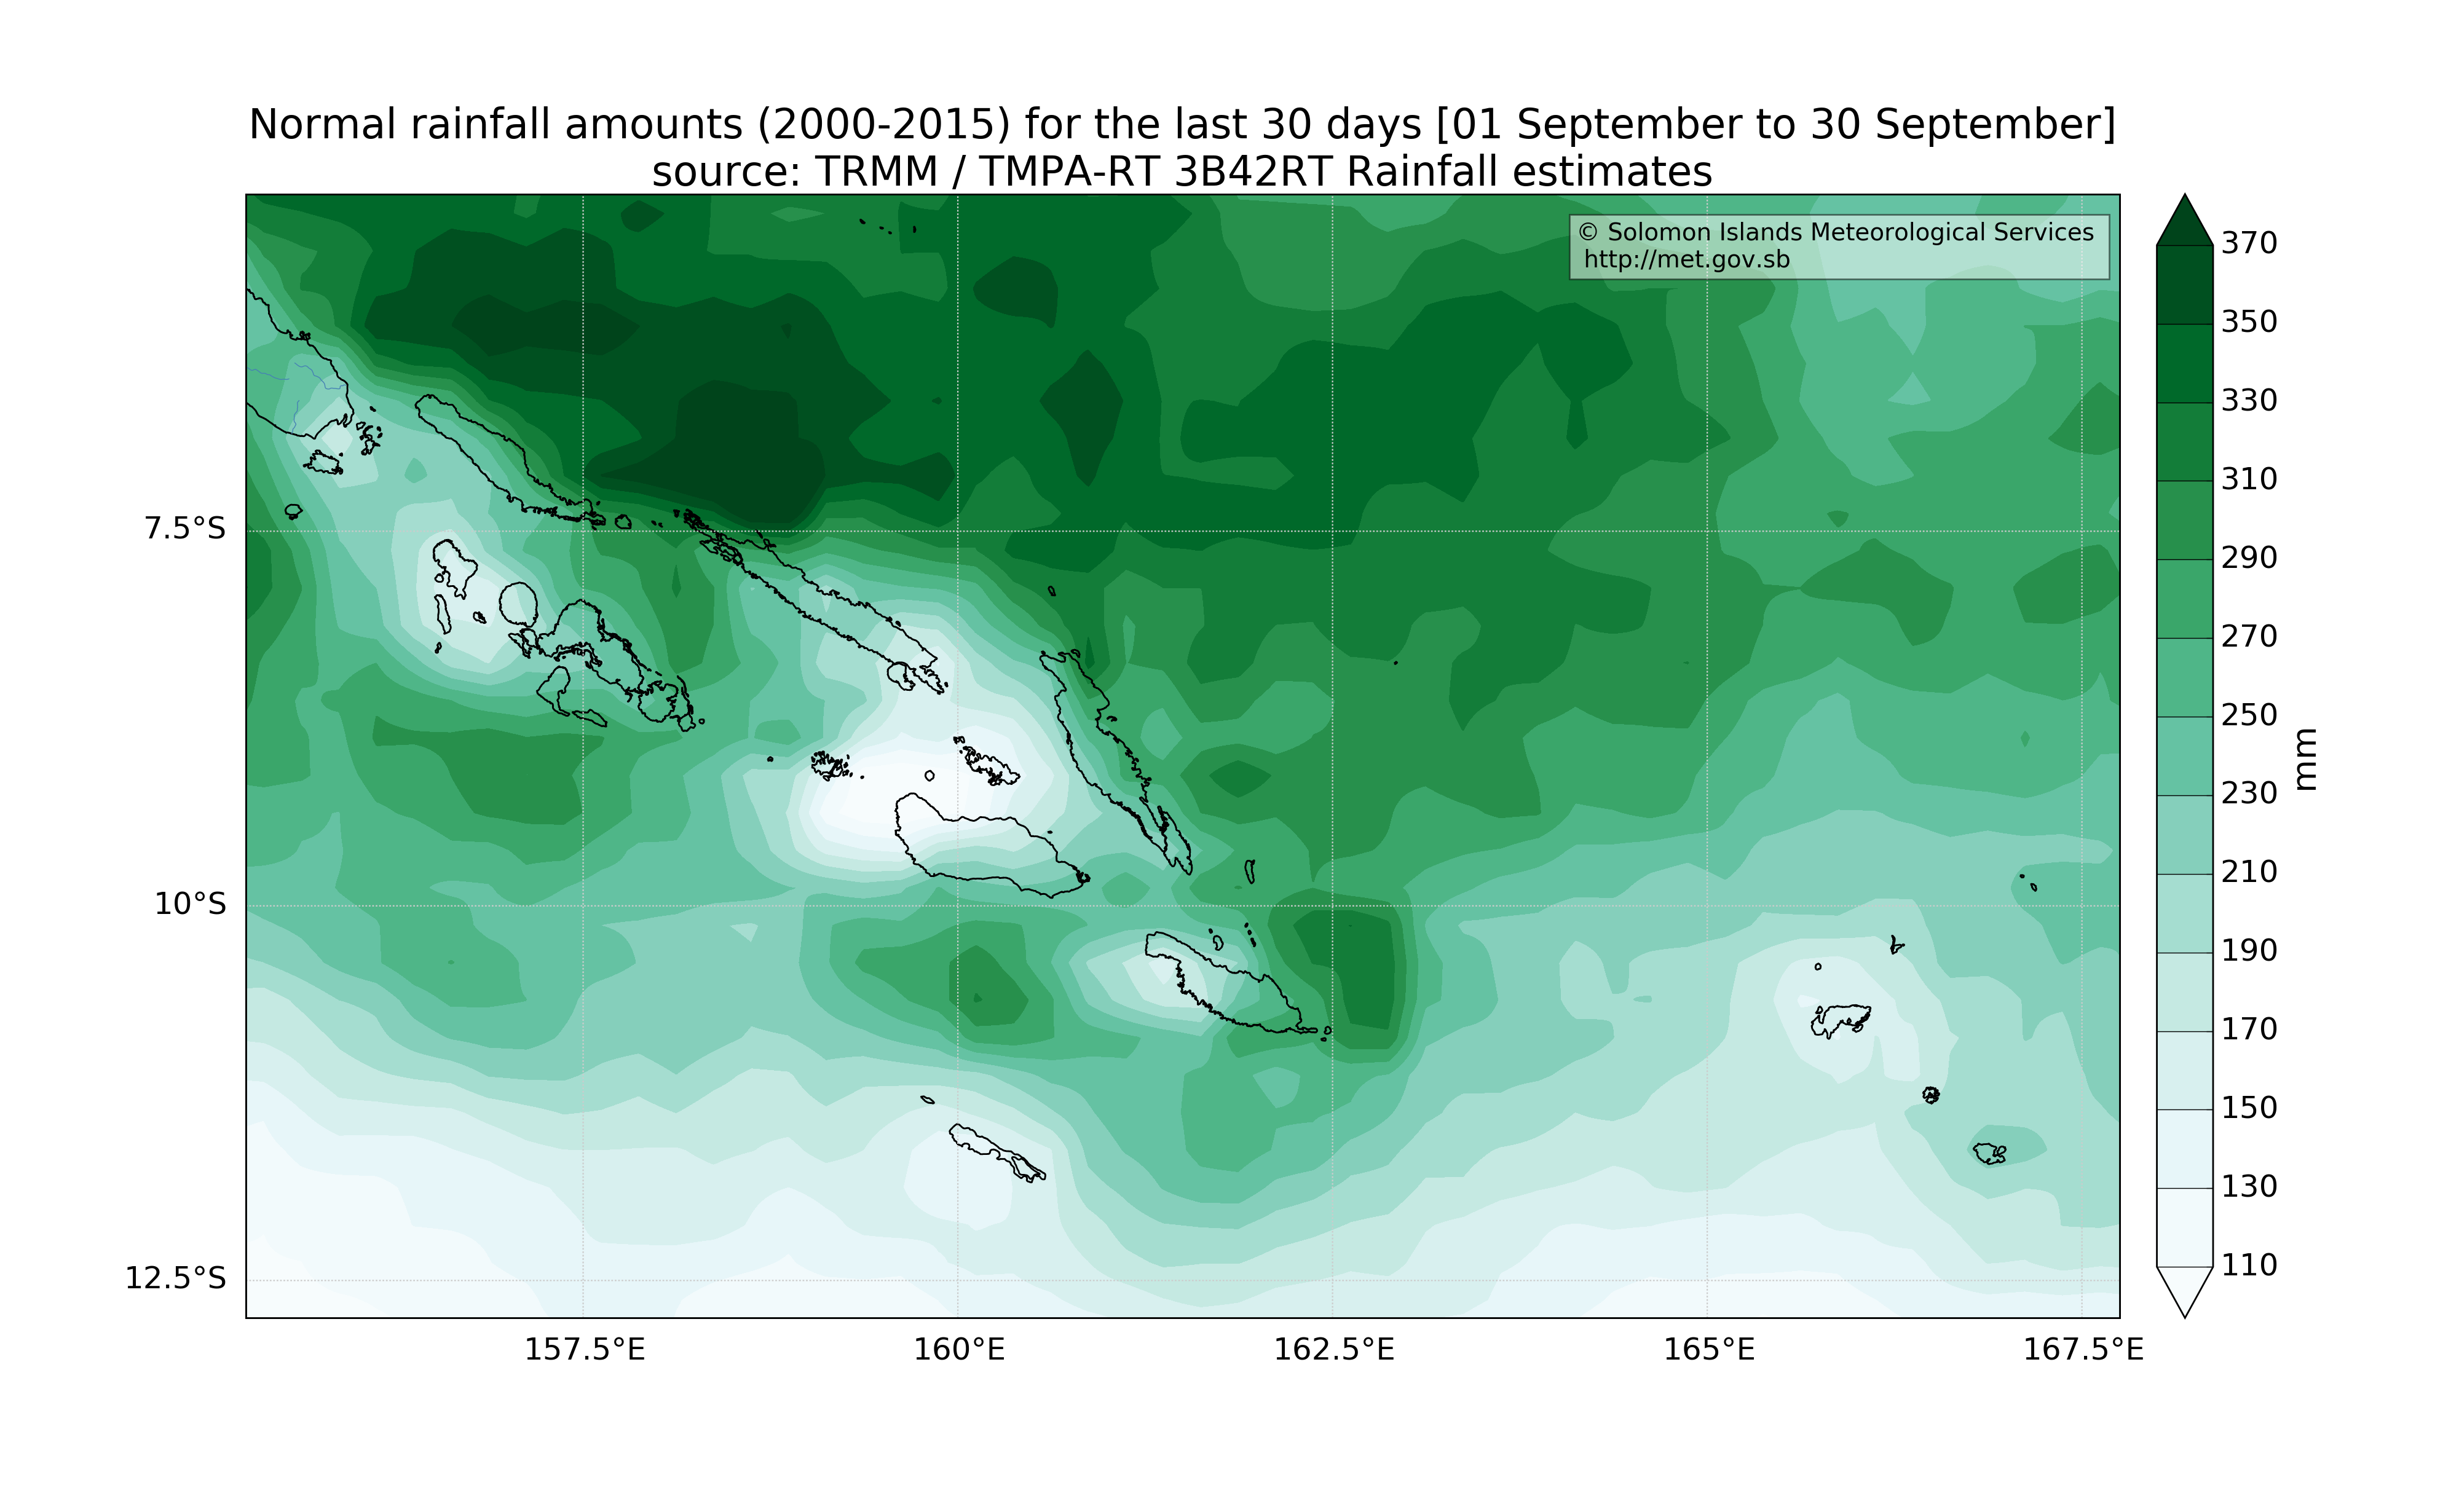 Normal rainfall amounts (2000-2015) for the last 30 days [01 September to 30 September]
source: TRMM / TMPA-RT 3B42RT Rainfall estimates
© Solomon Islands Meteorological Services
http://met.gov.sb
7.5°S
10°S
12.5°S
157.5°E
160°E
162.5°E
165°E
167.5°E
370
350
330
310
290
270
250
230
210
190
170
150
130
110
mm